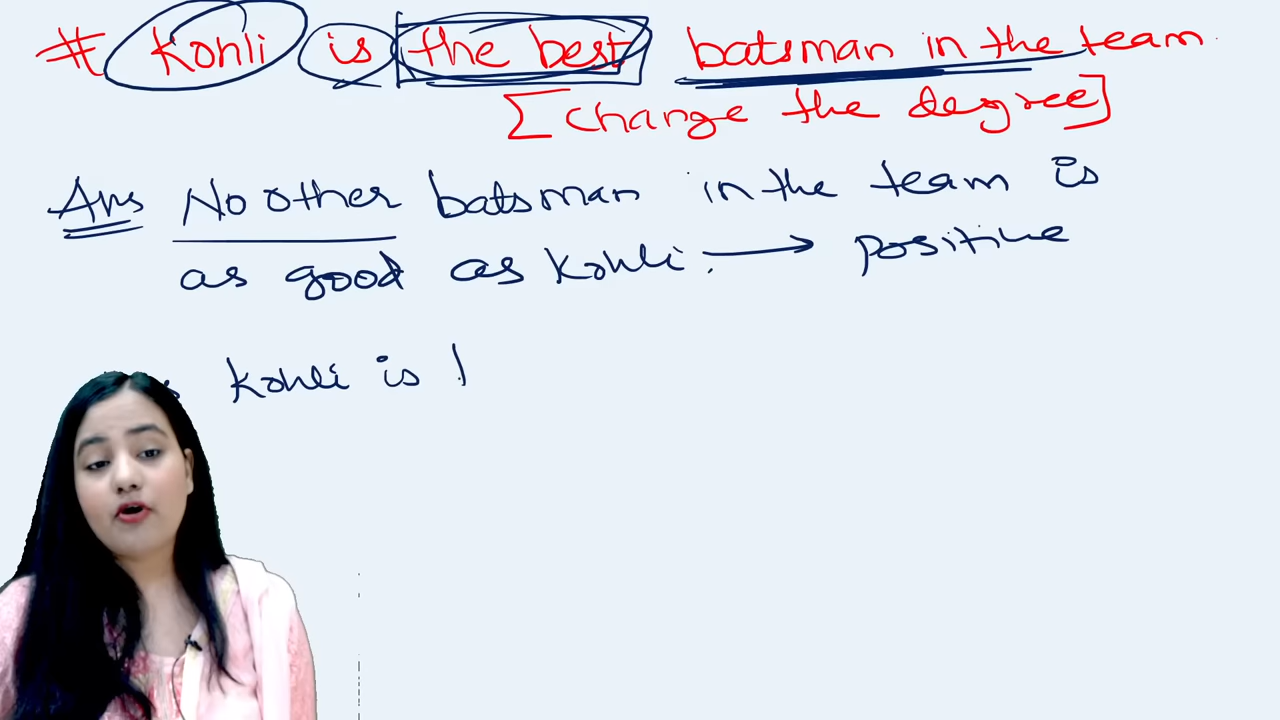 # Kohli is the best batsman in the team
[change the degree]
Ans No other batsman in the team is
as good as Kohli. → positive
Kohli is